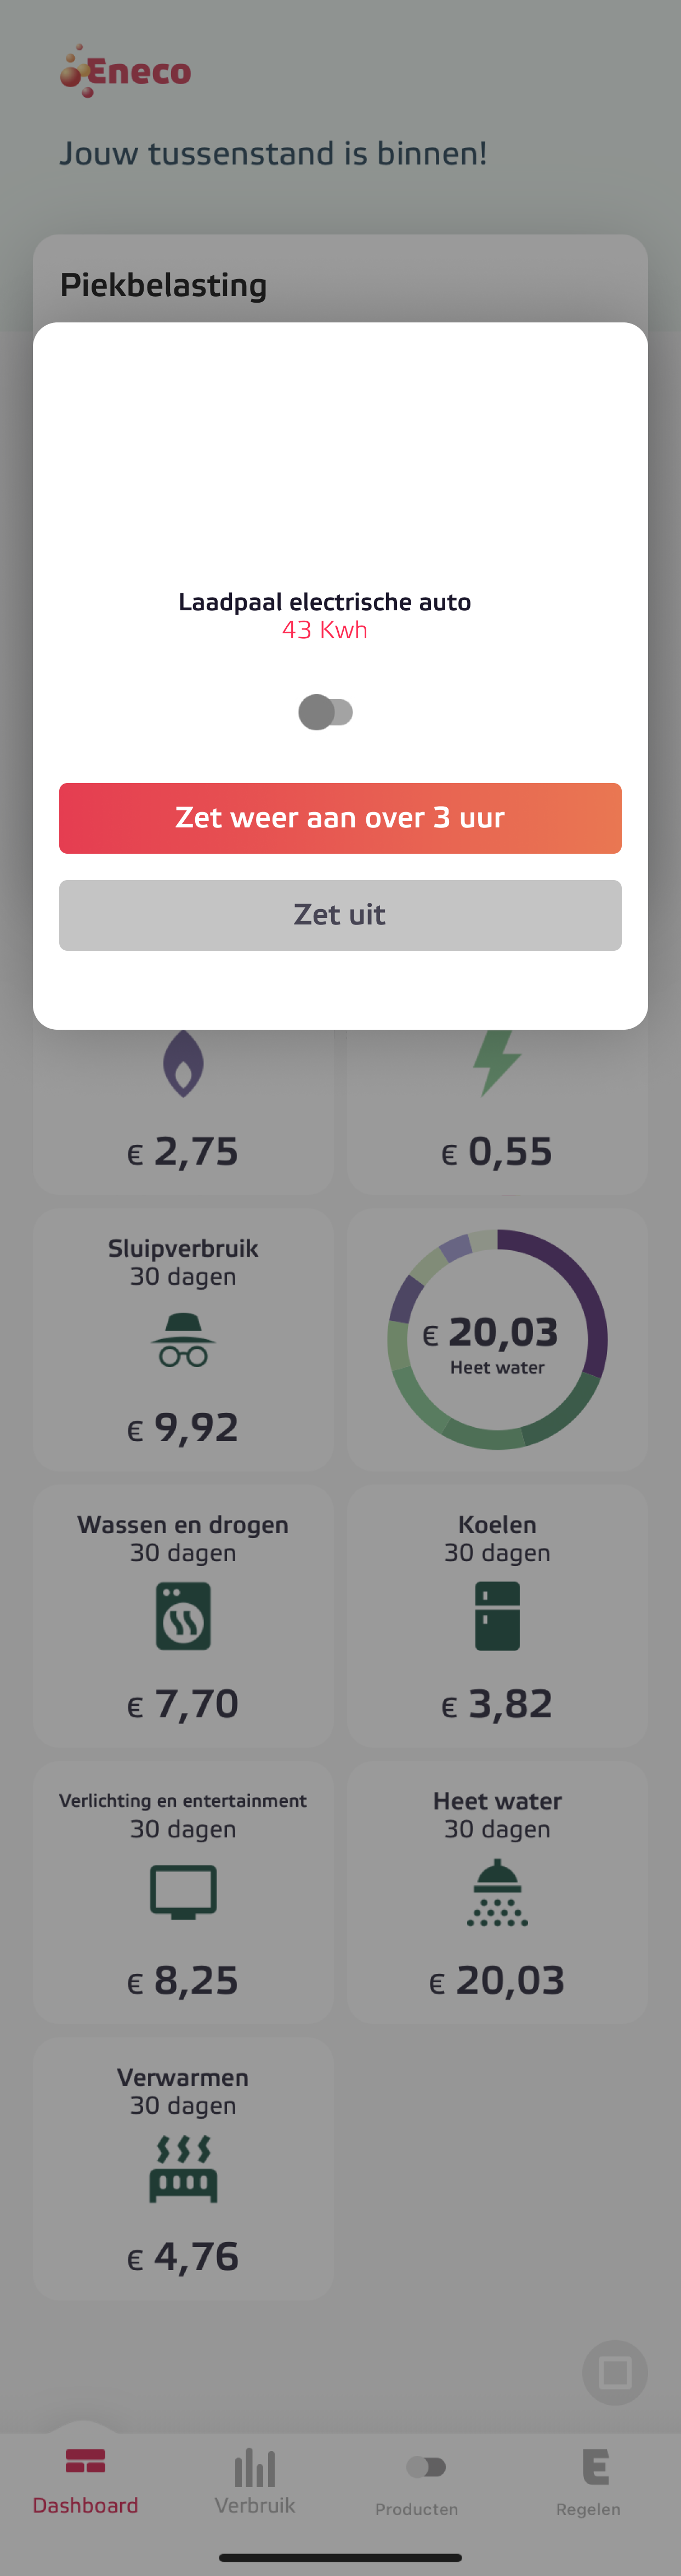 Eneco
Jouw tussenstand is binnen!
Piekbelasting
Laadpaal electrische auto
43 Kwh
Zet weer aan over 3 uur
Zet uit
€ 2,75
€ 0,55
Sluipverbruik
30 dagen
€ 9,92
€ 20,03
Heet water
Wassen en drogen
30 dagen
€ 7,70
Koelen
30 dagen
€ 3,82
Verlichting en entertainment
30 dagen
€ 8,25
Heet water
30 dagen
€ 20,03
Verwarmen
30 dagen
€ 4,76
Dashboard
Verbruik
Producten
Regelen